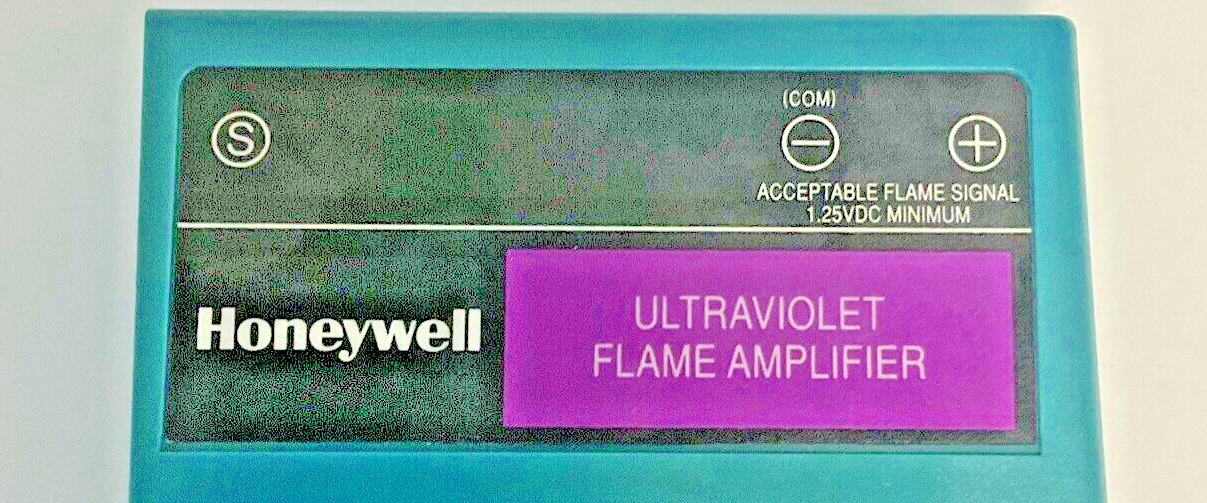 S
(COM)
− +
ACCEPTABLE FLAME SIGNAL
1.25VDC MINIMUM
Honeywell
ULTRAVIOLET
FLAME AMPLIFIER